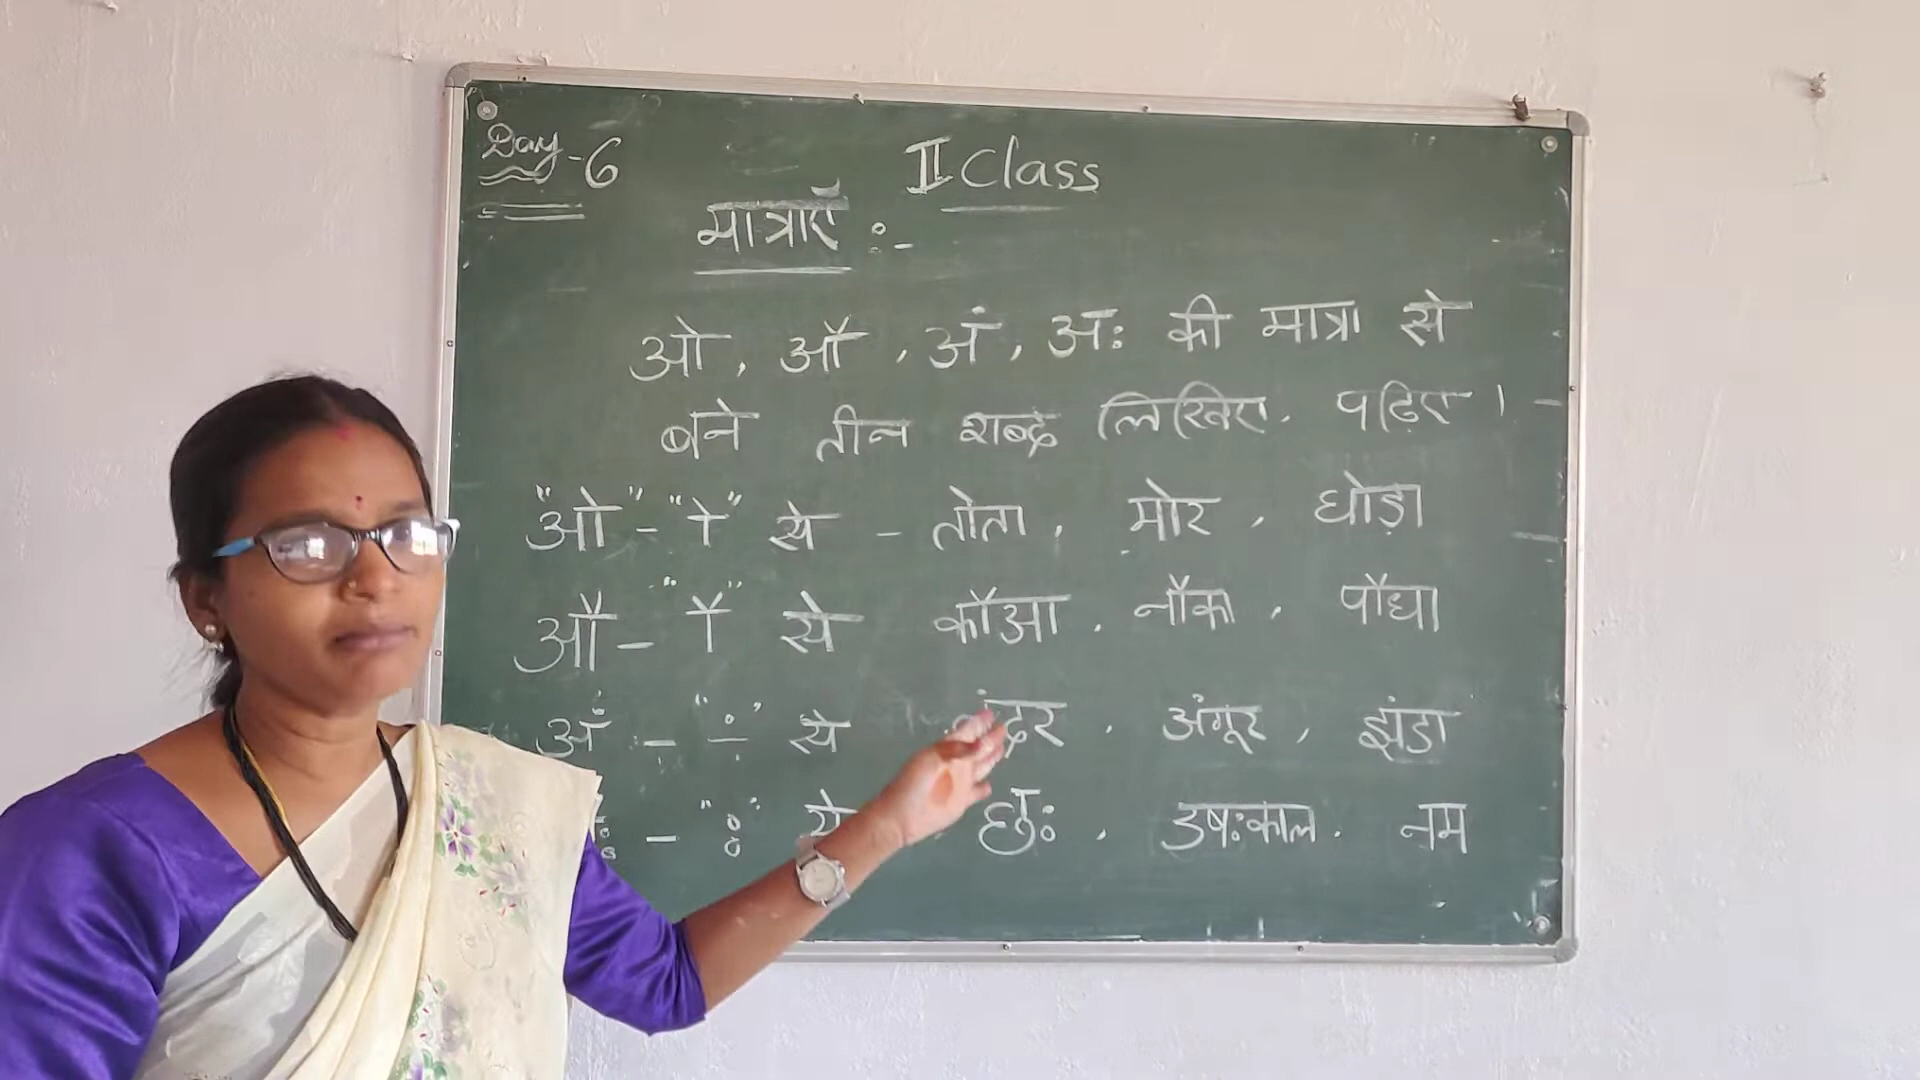 Day-6
II Class
मात्राएँ :-
ओ, औ, अं, अः की मात्रा से
बने तीन शब्द लिखिए. पढ़िए।
"ओ" - "ो" से - तोता, मोर, घोड़ा
औ - "ौ" से कौआ, नौका, पौधा
अं - "ं" से अंगूर, झंडा
- "ः" से छः, उषःकाल. नम